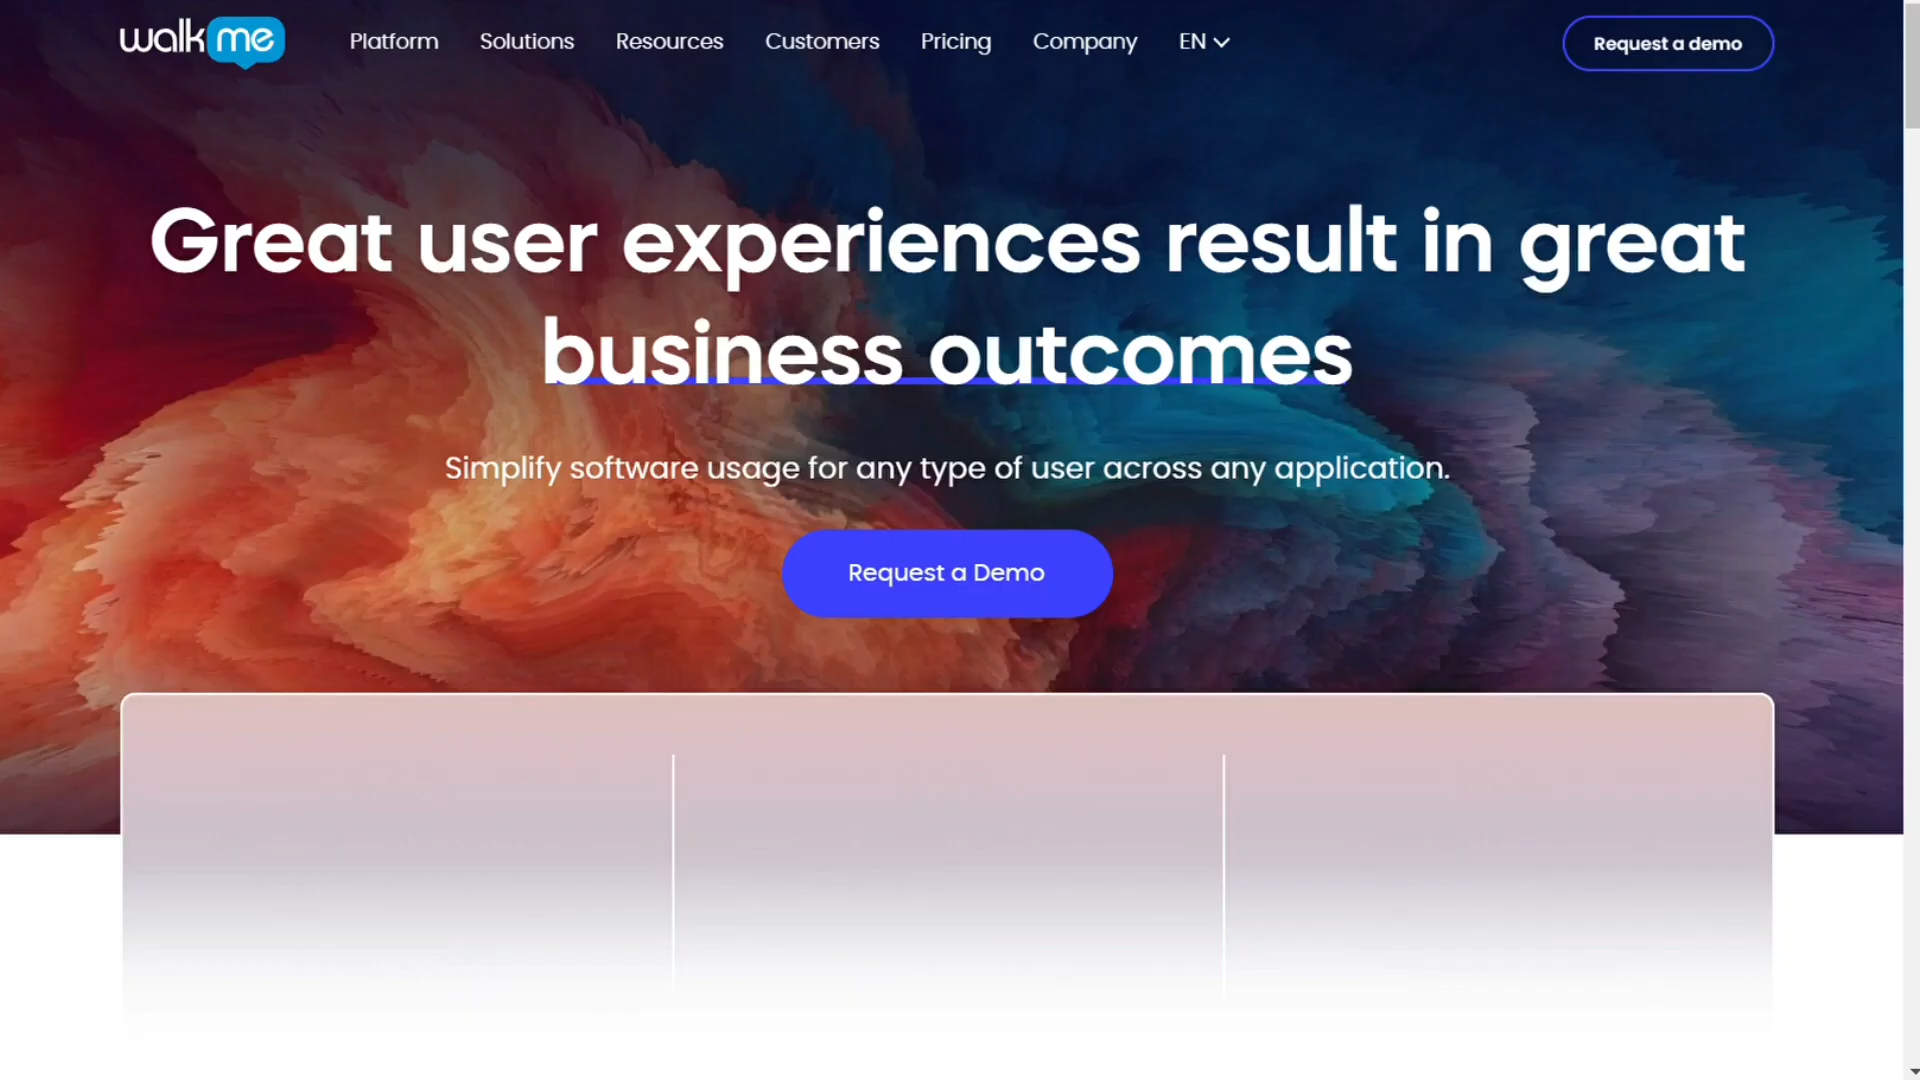 walkme Platform Solutions Resources Customers Pricing Company EN Request a demo
Great user experiences result in great
business outcomes
Simplify software usage for any type of user across any application.
Request a Demo